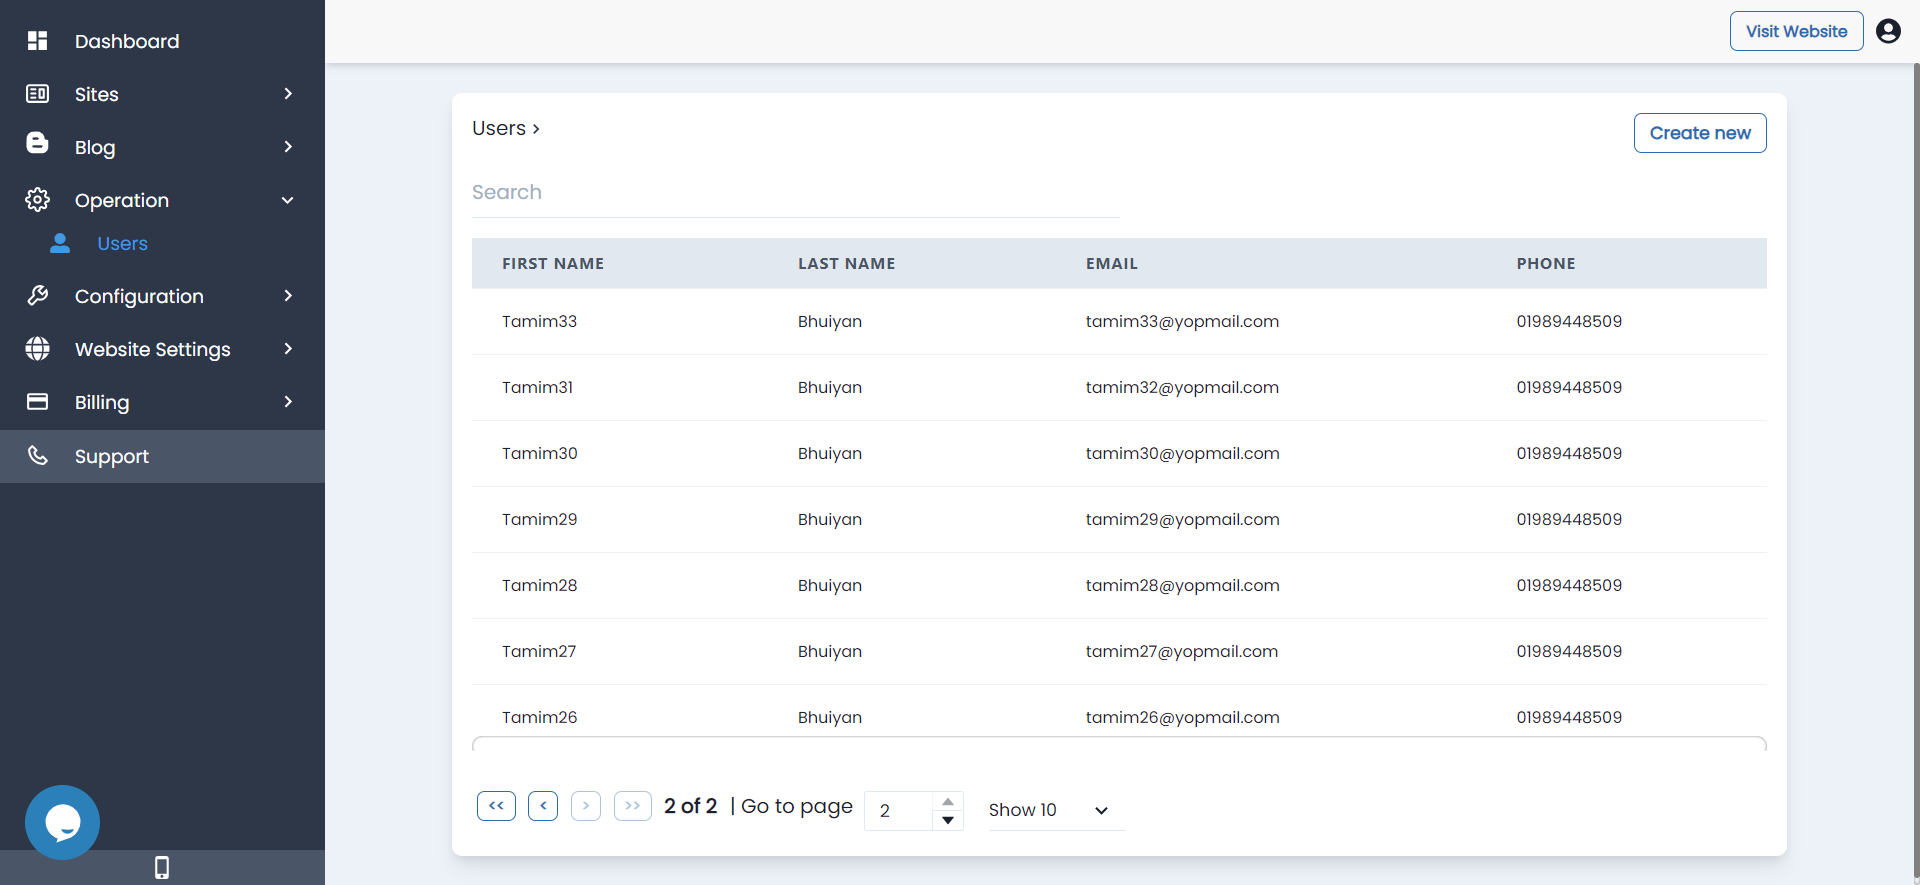 Dashboard
Sites
Blog
Operation
Users
Configuration
Website Settings
Billing
Support
Visit Website
Users >
Create new
Search
FIRST NAME LAST NAME EMAIL PHONE
Tamim33 Bhuiyan tamim33@yopmail.com 01989448509
Tamim31 Bhuiyan tamim32@yopmail.com 01989448509
Tamim30 Bhuiyan tamim30@yopmail.com 01989448509
Tamim29 Bhuiyan tamim29@yopmail.com 01989448509
Tamim28 Bhuiyan tamim28@yopmail.com 01989448509
Tamim27 Bhuiyan tamim27@yopmail.com 01989448509
Tamim26 Bhuiyan tamim26@yopmail.com 01989448509
<< < > >> 2 of 2 | Go to page 2 Show 10